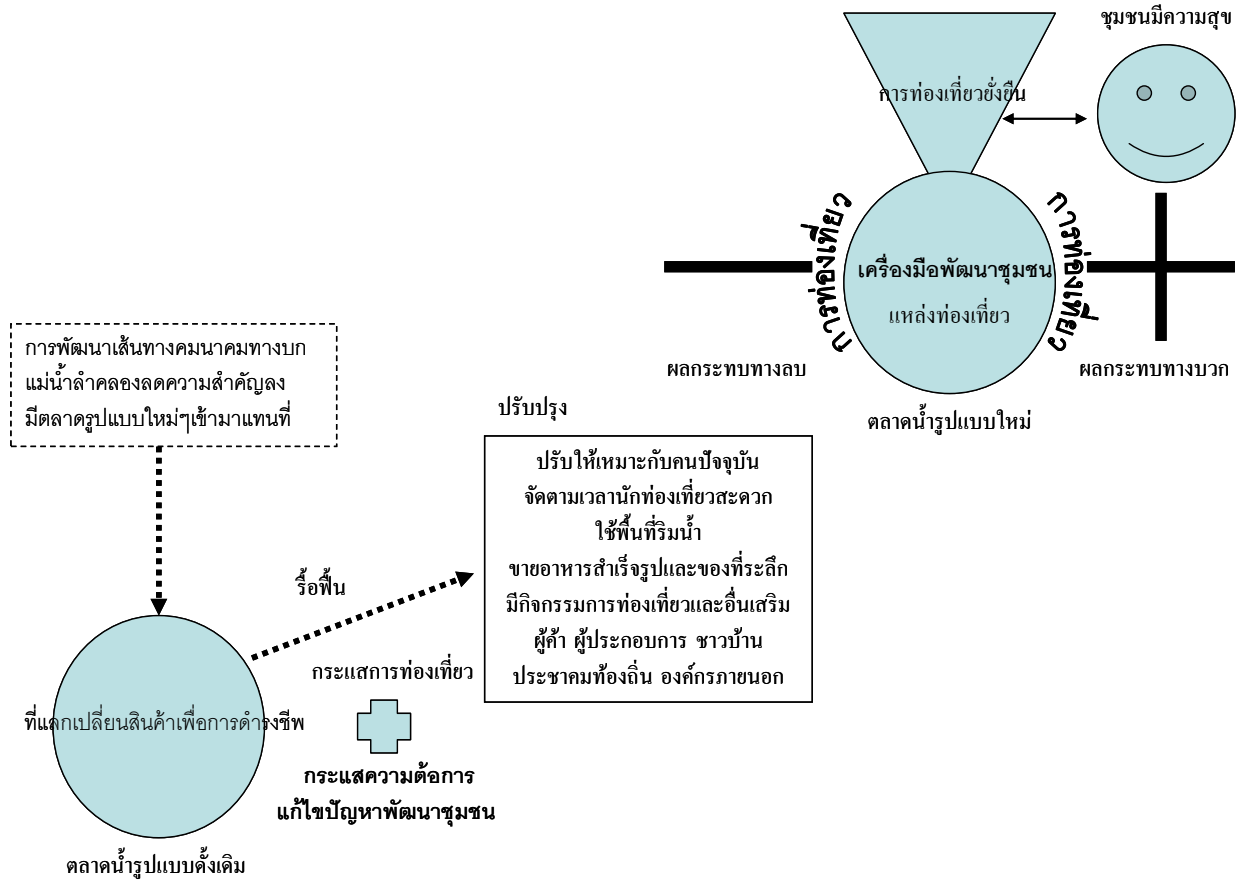 ชุมชนมีความสุข
การท่องเที่ยวยั่งยืน
การท่องเที่ยว
การท่องเที่ยว
เครื่องมือพัฒนาชุมชน
แหล่งท่องเที่ยว
ผลกระทบทางลบ
ผลกระทบทางบวก
ตลาดน้ำรูปแบบใหม่
การพัฒนาเส้นทางคมนาคมทางบก
แม่น้ำลำคลองลดความสำคัญลง
มีตลาดรูปแบบใหม่ๆเข้ามาแทนที่
ปรับปรุง
ปรับให้เหมาะกับคนปัจจุบัน
จัดตามเวลานักท่องเที่ยวสะดวก
ใช้พื้นที่ริมน้ำ
ขายอาหารสำเร็จรูปและของที่ระลึก
มีกิจกรรมการท่องเที่ยวและอื่นเสริม
ผู้ค้า ผู้ประกอบการ ชาวบ้าน
ประชาคมท้องถิ่น องค์กรภายนอก
รื้อฟื้น
กระแสการท่องเที่ยว
ที่แลกเปลี่ยนสินค้าเพื่อการดำรงชีพ
กระแสความต้อการ
แก้ไขปัญหาพัฒนาชุมชน
ตลาดน้ำรูปแบบดั้งเดิม